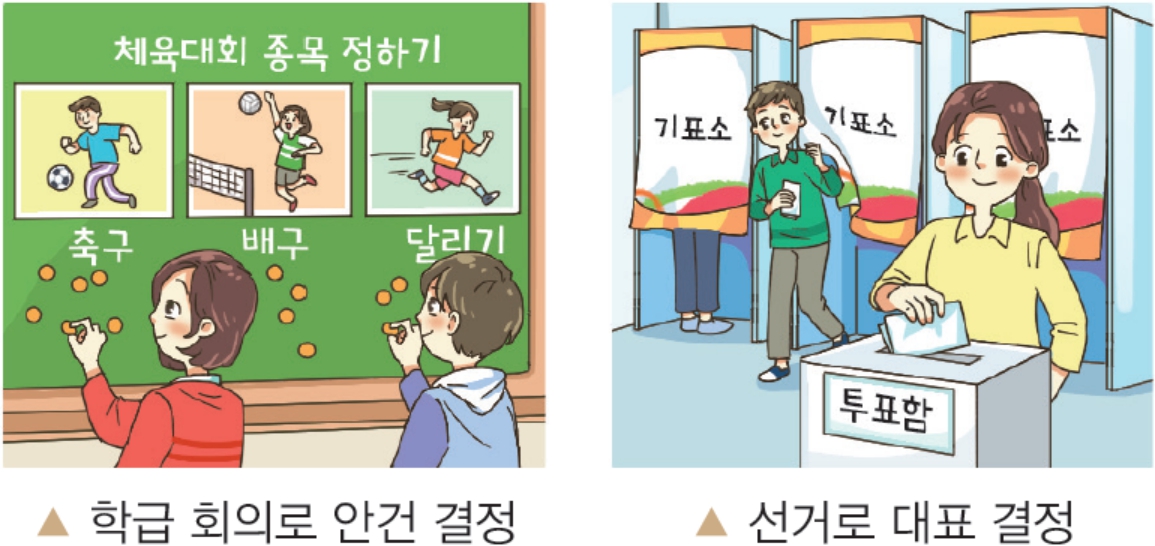 체육대회 종목 정하기
축구
배구
달리기
기표소
기표소
표소
투표함
▲ 학급 회의로 안건 결정
▲ 선거로 대표 결정